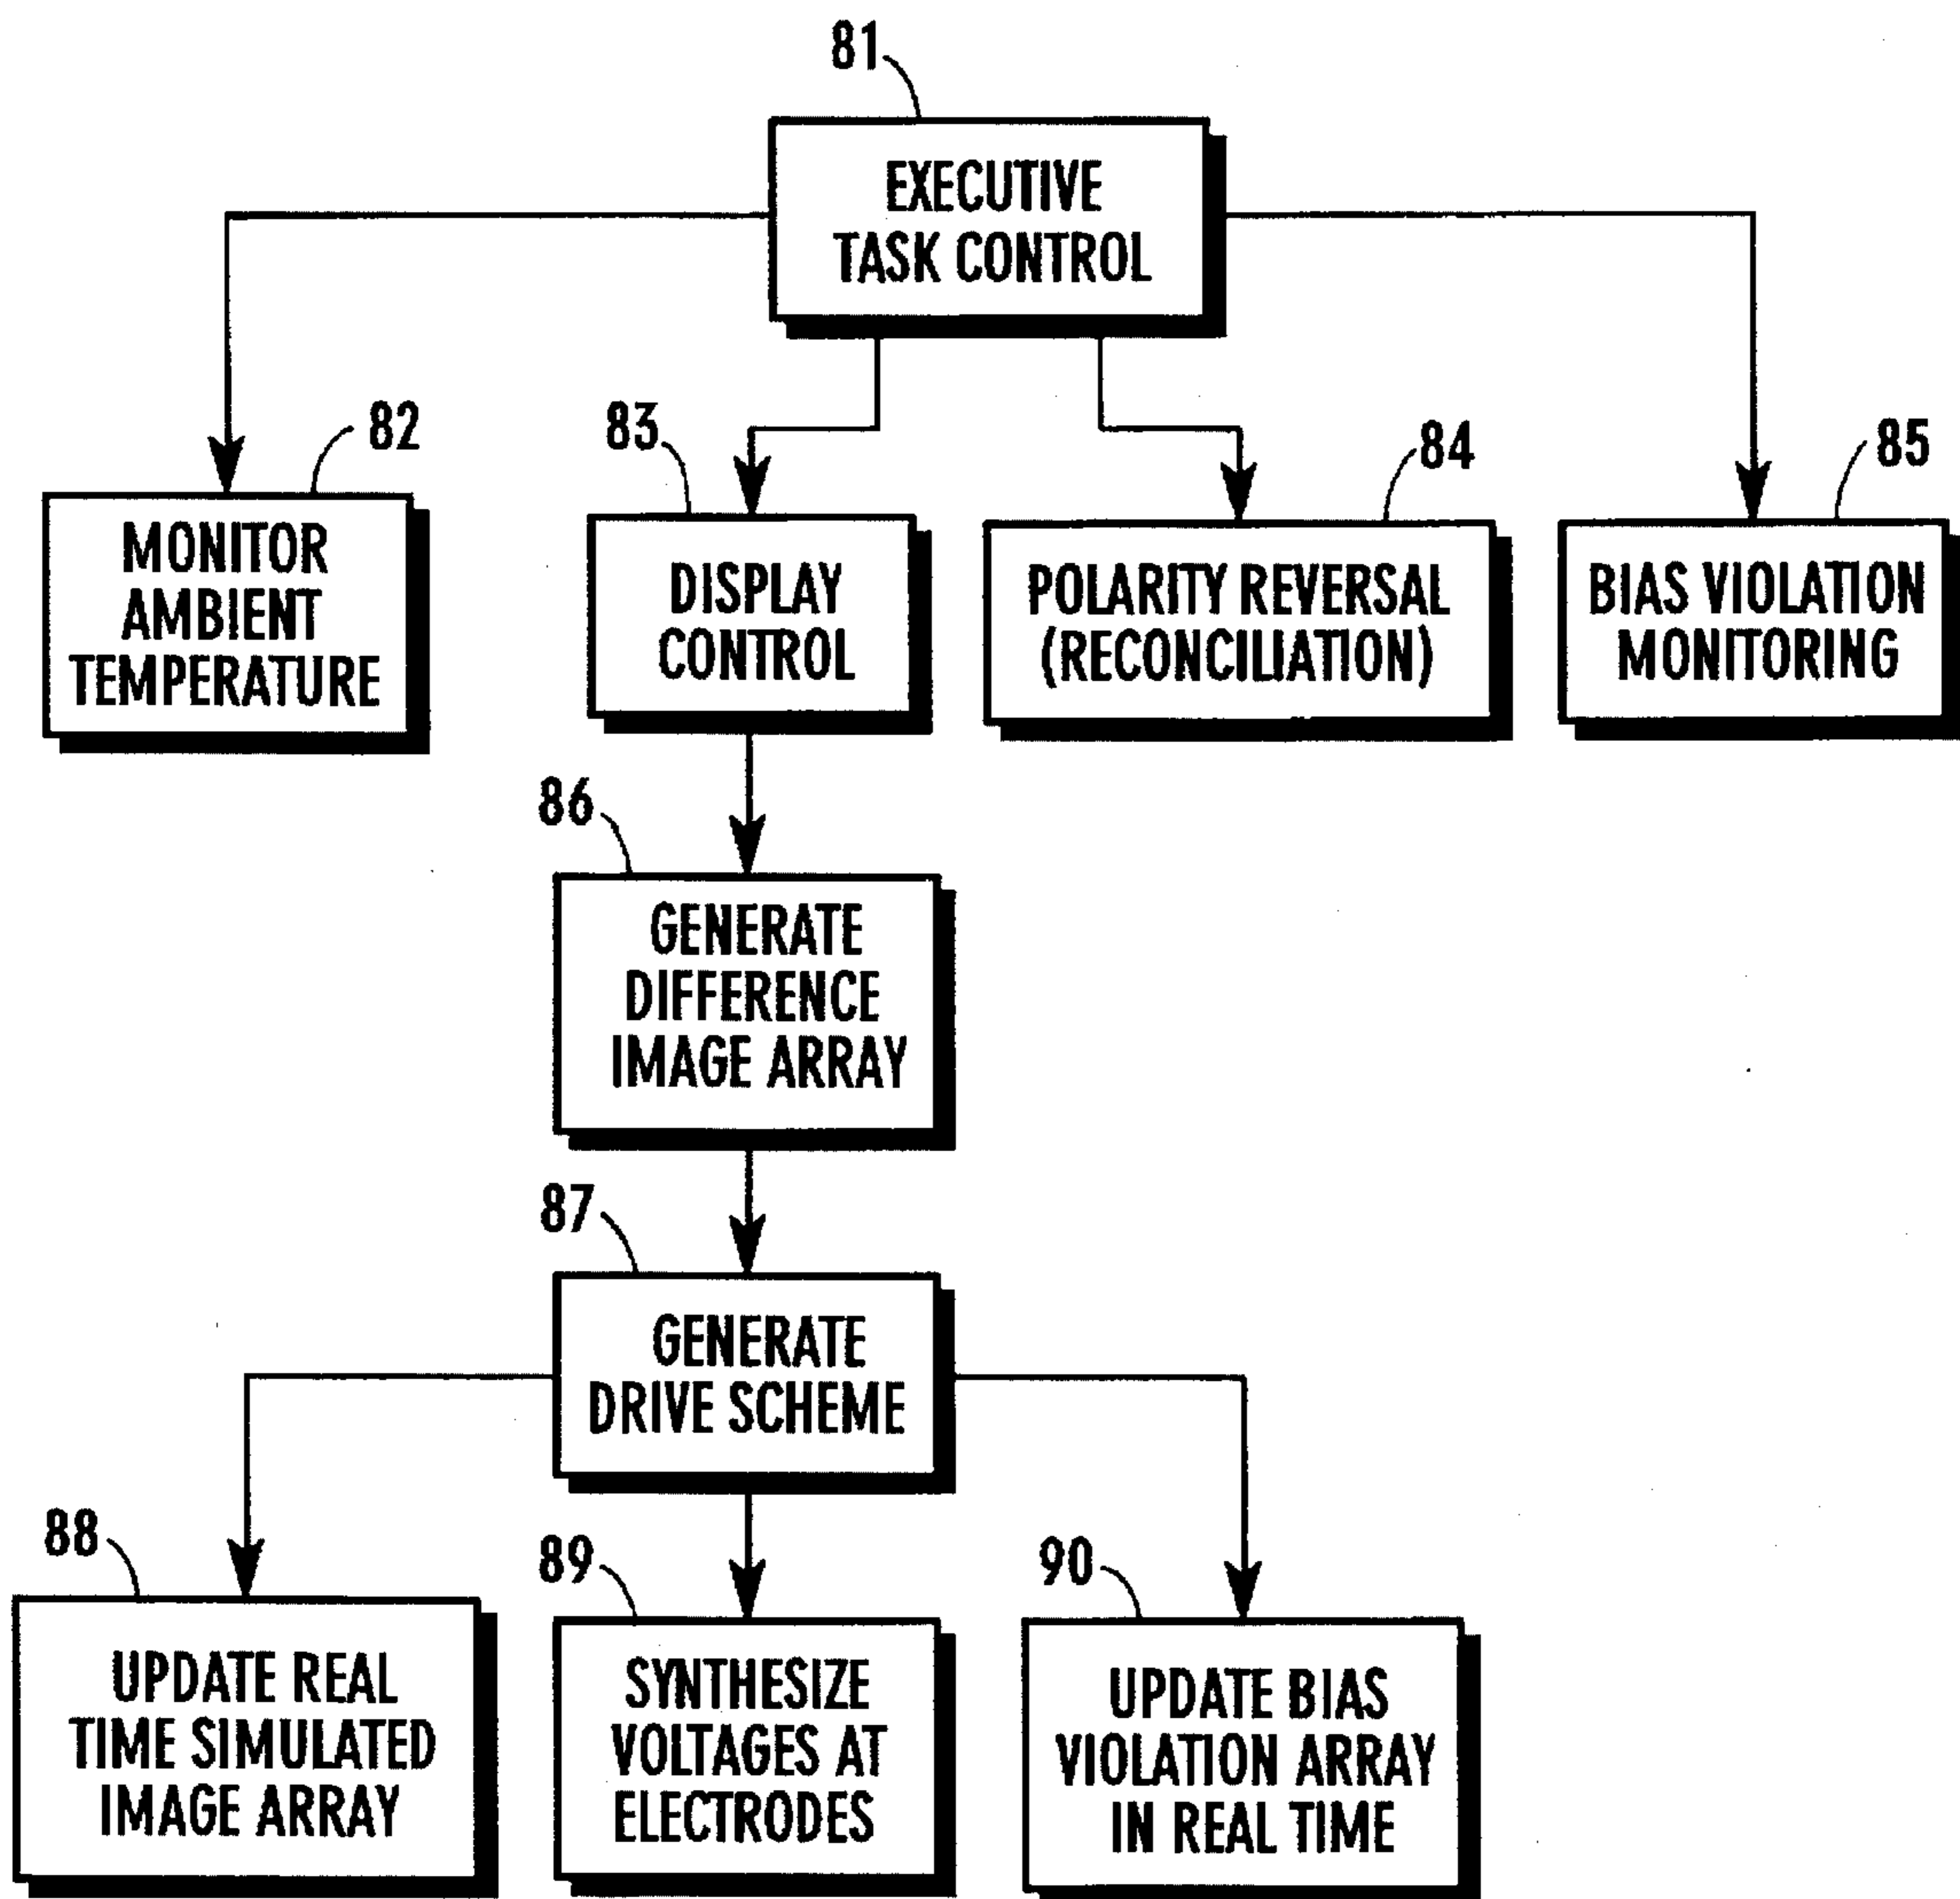 81
EXECUTIVE
TASK CONTROL
82
MONITOR
AMBIENT
TEMPERATURE
83
DISPLAY
CONTROL
84
POLARITY REVERSAL
(RECONCILIATION)
85
BIAS VIOLATION
MONITORING
86
GENERATE
DIFFERENCE
IMAGE ARRAY
87
GENERATE
DRIVE SCHEME
88
UPDATE REAL
TIME SIMULATED
IMAGE ARRAY
89
SYNTHESIZE
VOLTAGES AT
ELECTRODES
90
UPDATE BIAS
VIOLATION ARRAY
IN REAL TIME